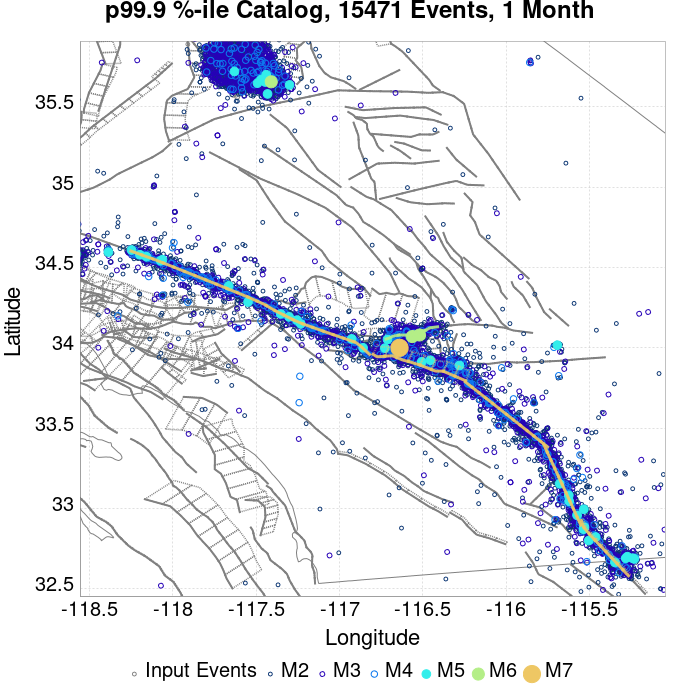 p99.9 %-ile Catalog, 15471 Events, 1 Month
35.5
35
34.5
34
33.5
33
32.5
Latitude
-118.5 -118 -117.5 -117 -116.5 -116 -115.5
Longitude
Input Events M2 M3 M4 M5 M6 M7